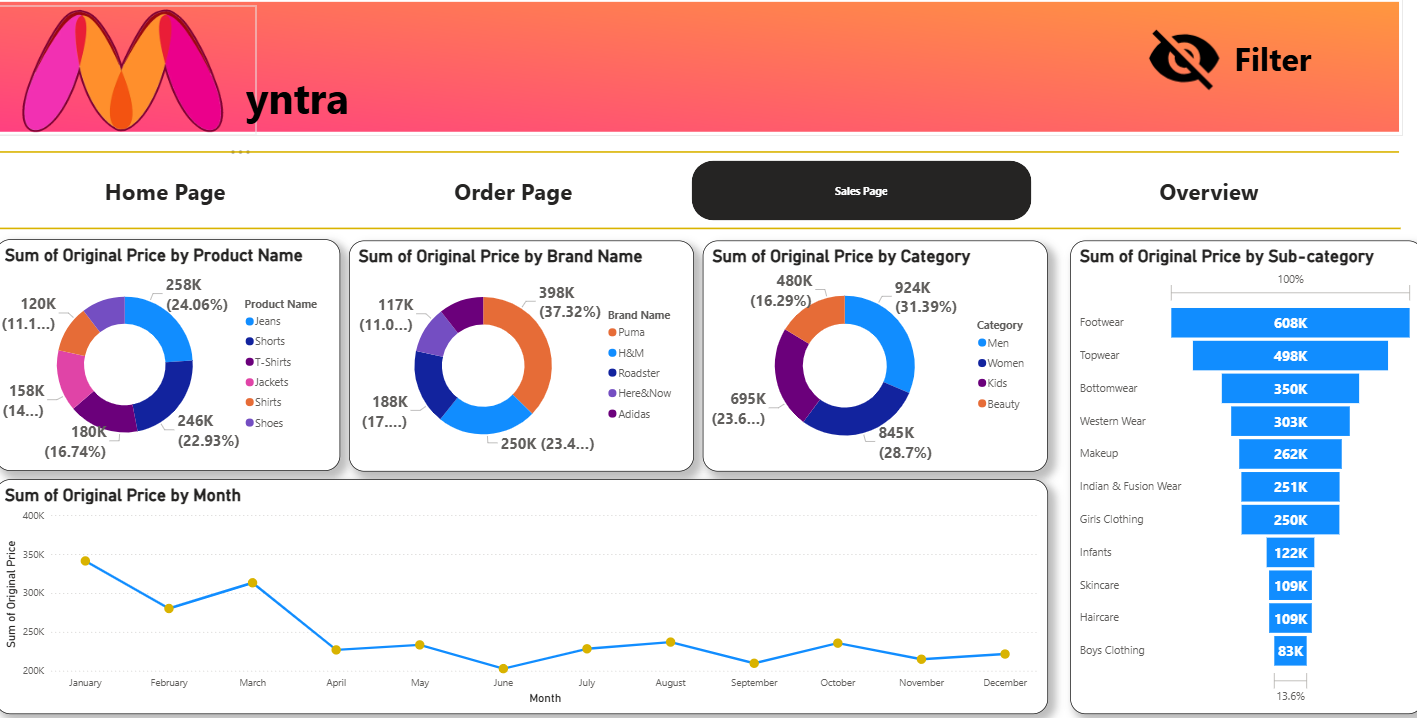 yntra
Filter
Home Page
Order Page
Sales Page
Overview
Sum of Original Price by Product Name
258K
(24.06%)
246K
(22.93%)
180K
(16.74%)
158K
(14...)
120K
(11.1...)
Product Name
Jeans
Shorts
T-Shirts
Jackets
Shirts
Shoes
Sum of Original Price by Brand Name
398K
(37.32%)
250K (23.4...)
188K
(17....)
117K
(11.0...)
Brand Name
Puma
H&M
Roadster
Here&Now
Adidas
Sum of Original Price by Category
924K
(31.39%)
845K
(28.7%)
695K
(23.6...)
480K
(16.29%)
Category
Men
Women
Kids
Beauty
Sum of Original Price by Sub-category
100%
Footwear 608K
Topwear 498K
Bottomwear 350K
Western Wear 303K
Makeup 262K
Indian & Fusion Wear 251K
Girls Clothing 250K
Infants 122K
Skincare 109K
Haircare 109K
Boys Clothing 83K
13.6%
Sum of Original Price by Month
Sum of Original Price
400K
350K
300K
250K
200K
January February March April May June July August September October November December
Month